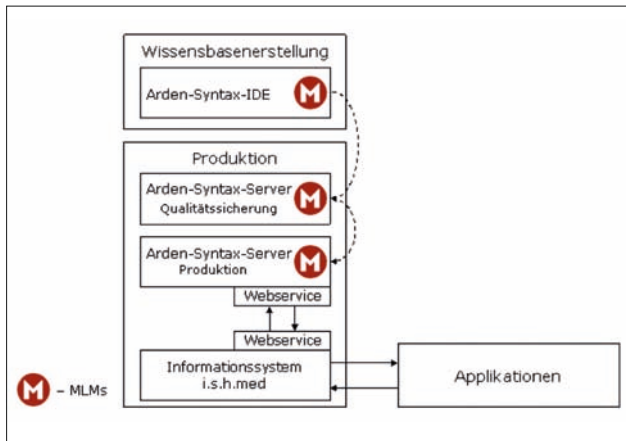 Wissensbasenerstellung
Arden-Syntax-IDE
M
Produktion
Arden-Syntax-Server
Qualitätssicherung
M
Arden-Syntax-Server
Produktion
M
Webservice
Webservice
Informationssystem
i.s.h.med
Applikationen
M – MLMs